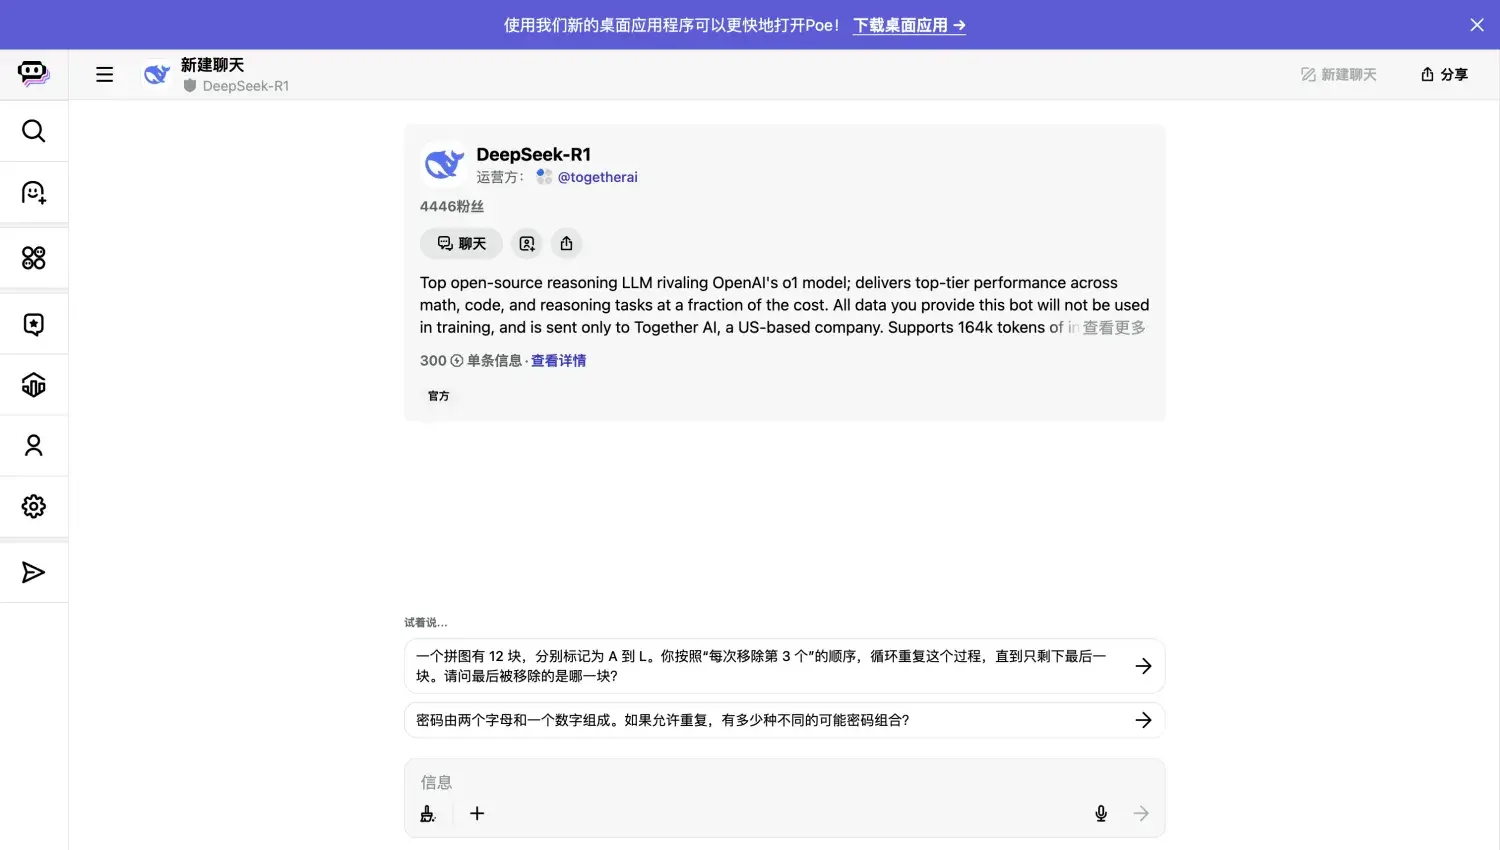 使用我们新的桌面应用程序可以更快地打开Poe! 下载桌面应用 →
新建聊天
DeepSeek-R1
新建聊天
分享
DeepSeek-R1
运营方: @togetherai
4446粉丝
聊天
Top open-source reasoning LLM rivaling OpenAI's o1 model; delivers top-tier performance across
math, code, and reasoning tasks at a fraction of the cost. All data you provide this bot will not be used
in training, and is sent only to Together AI, a US-based company. Supports 164k tokens of in 查看更多
300 单条信息 · 查看详情
官方
试着说...
一个拼图有 12 块，分别标记为 A 到 L。你按照“每次移除第 3 个”的顺序，循环重复这个过程，直到只剩下最后一
块。请问最后被移除的是哪一块?
密码由两个字母和一个数字组成。如果允许重复，有多少种不同的可能密码组合?
信息